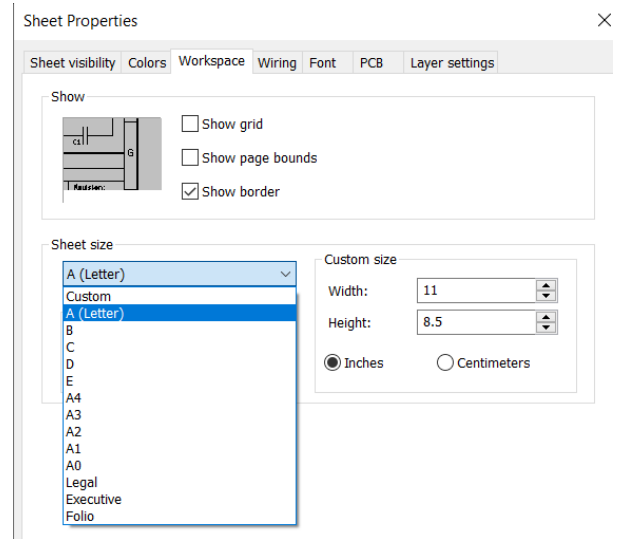 Sheet Properties
Sheet visibility Colors Workspace Wiring Font PCB Layer settings
Show
C1
G
Revision:
Show grid
Show page bounds
Show border
Sheet size
A (Letter)
Custom
A (Letter)
B
C
D
E
A4
A3
A2
A1
A0
Legal
Executive
Folio
Custom size
Width: 11
Height: 8.5
Inches Centimeters